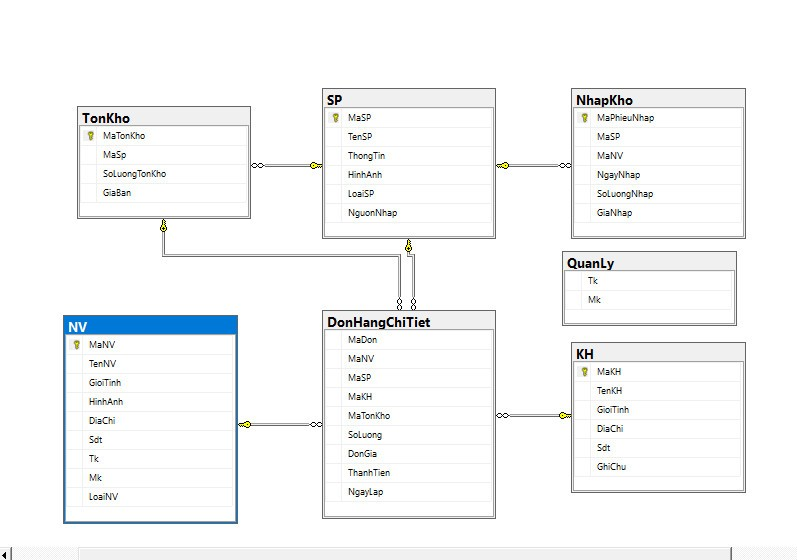 TonKho
MaTonKho
MaSp
SoLuongTonKho
GiaBan
SP
MaSP
TenSP
ThongTin
HinhAnh
LoaiSP
NguonNhap
NhapKho
MaPhieuNhap
MaSP
MaNV
NgayNhap
SoLuongNhap
GiaNhap
QuanLy
Tk
Mk
NV
MaNV
TenNV
GioiTinh
HinhAnh
DiaChi
Sdt
Tk
Mk
LoaiNV
DonHangChiTiet
MaDon
MaNV
MaSP
MaKH
MaTonKho
SoLuong
DonGia
ThanhTien
NgayLap
KH
MaKH
TenKH
GioiTinh
DiaChi
Sdt
GhiChu